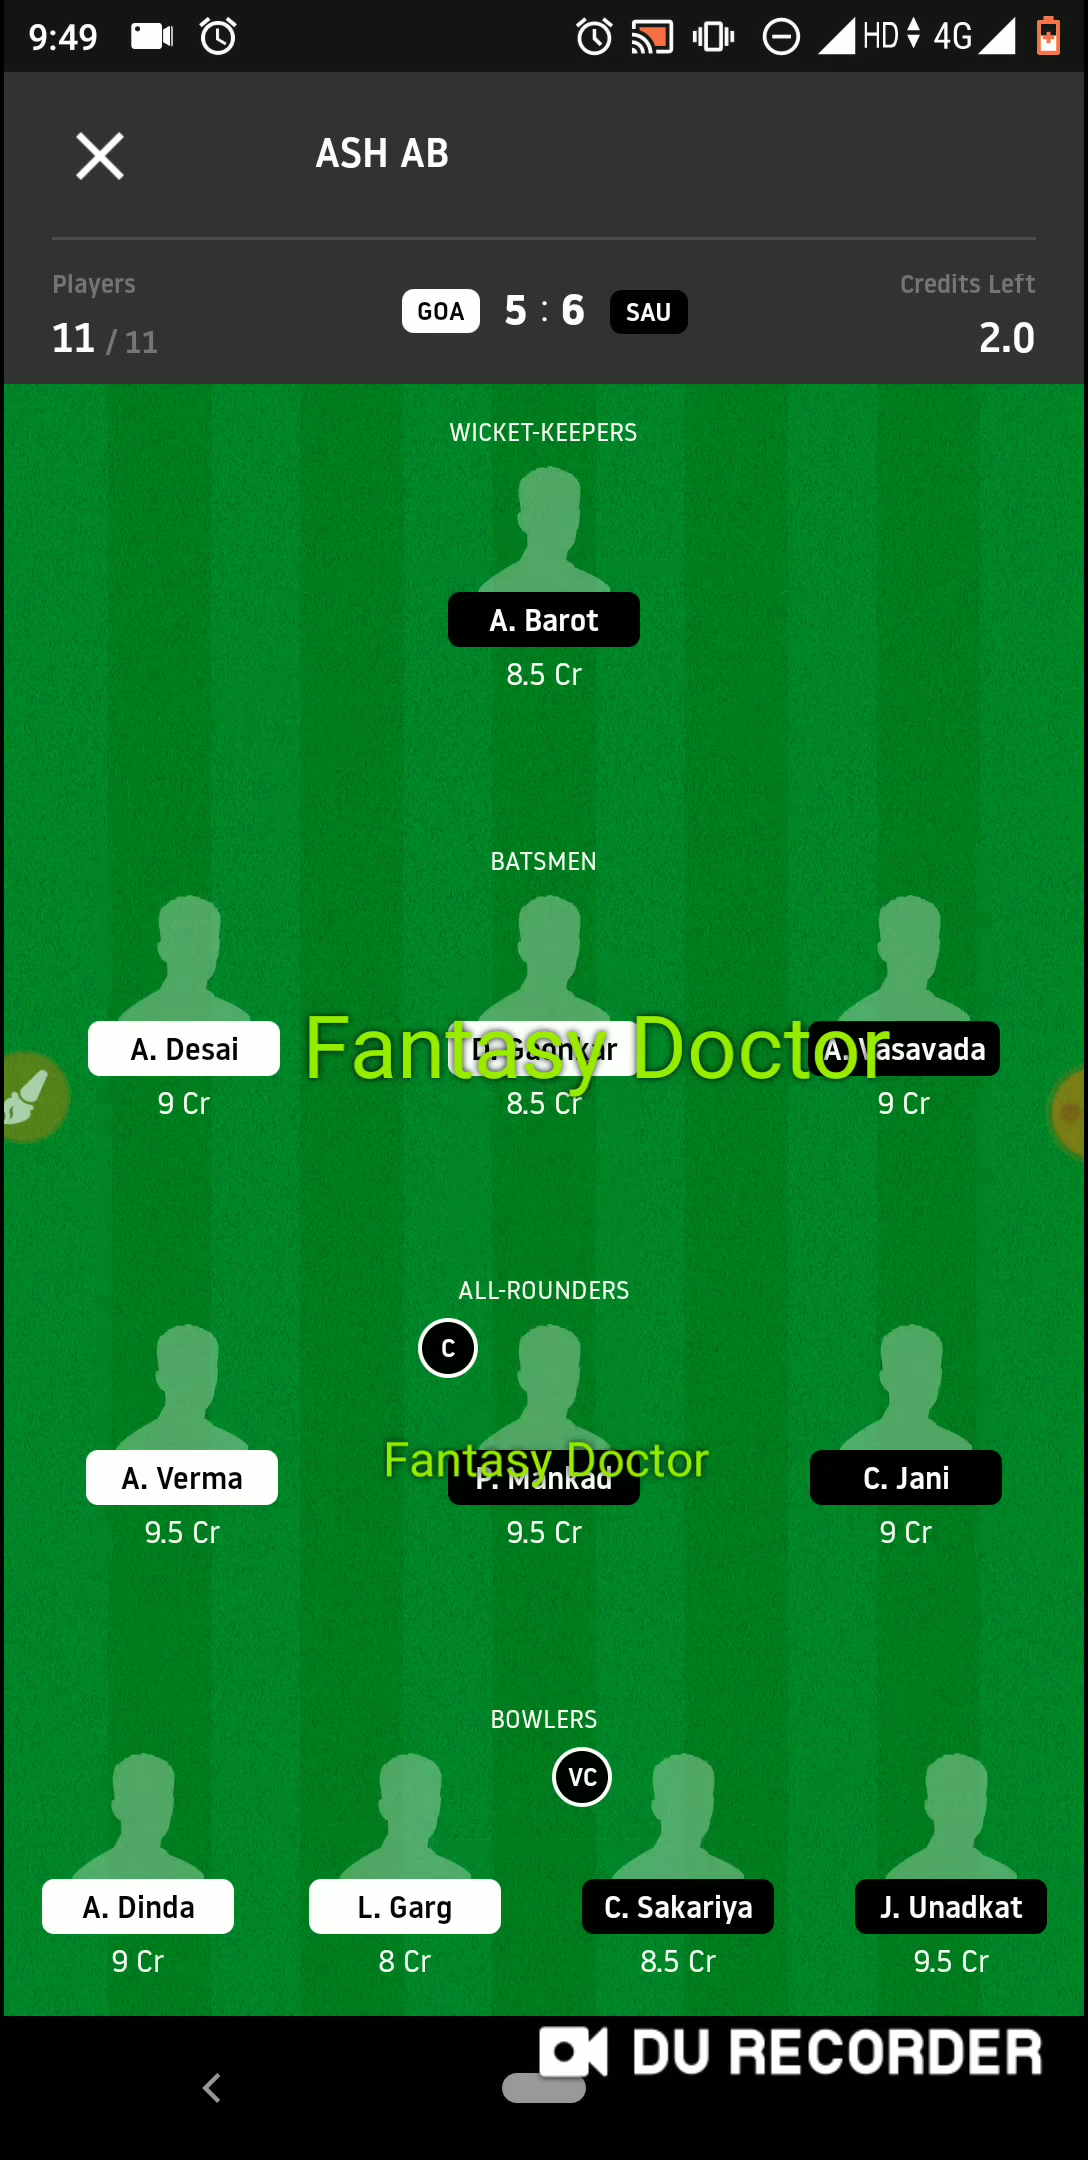 9:49 HD 4G
ASH AB
Players GOA 5 : 6 SAU Credits Left
11 / 11 2.0
WICKET-KEEPERS
A. Barot
8.5 Cr
BATSMEN
A. Desai A. Vasavada
Fantasy Doctor
9 Cr 8.5 Cr 9 Cr
ALL-ROUNDERS
C
A. Verma P. Mankad C. Jani
Fantasy Doctor
9.5 Cr 9.5 Cr 9 Cr
BOWLERS
VC
A. Dinda L. Garg C. Sakariya J. Unadkat
9 Cr 8 Cr 8.5 Cr 9.5 Cr
DU RECORDER